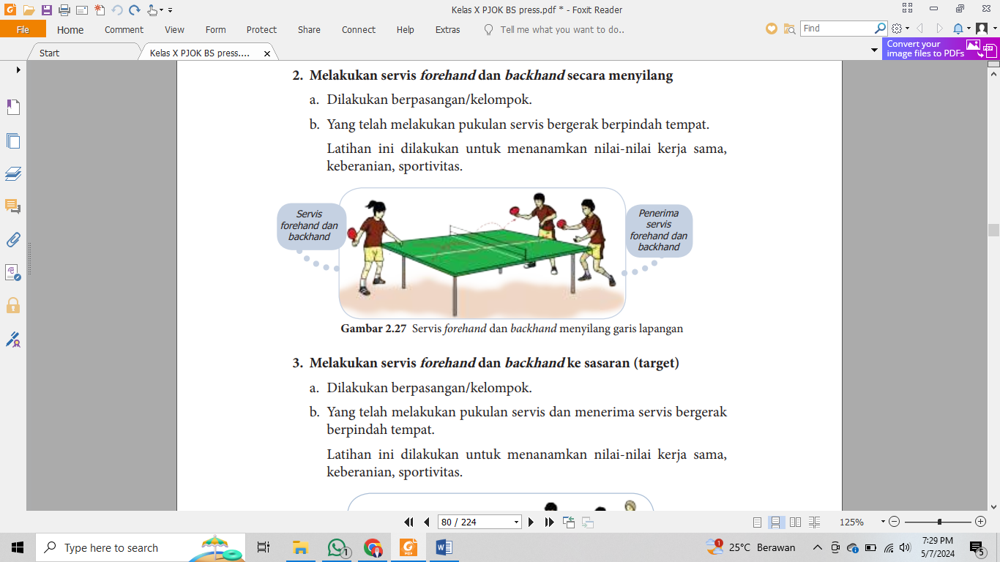 Kelas X PJOK BS press.pdf * - Foxit Reader
File Home Comment View Form Protect Share Connect Help Extras Tell me what you want to do.. Find
Start Kelas X PJOK BS press.... Convert your
image files to PDFs
PDF
2. Melakukan servis forehand dan backhand secara menyilang
a. Dilakukan berpasangan/kelompok.
b. Yang telah melakukan pukulan servis bergerak berpindah tempat.
Latihan ini dilakukan untuk menanamkan nilai-nilai kerja sama,
keberanian, sportivitas.
Servis
forehand dan
backhand
Penerima
servis
forehand dan
backhand
Gambar 2.27 Servis forehand dan backhand menyilang garis lapangan
3. Melakukan servis forehand dan backhand ke sasaran (target)
a. Dilakukan berpasangan/kelompok.
b. Yang telah melakukan pukulan servis dan menerima servis bergerak
berpindah tempat.
Latihan ini dilakukan untuk menanamkan nilai-nilai kerja sama,
keberanian, sportivitas.
80 / 224 125%
Type here to search 1 PDF W 1 25°C Berawan 7:29 PM
5/7/2024 5